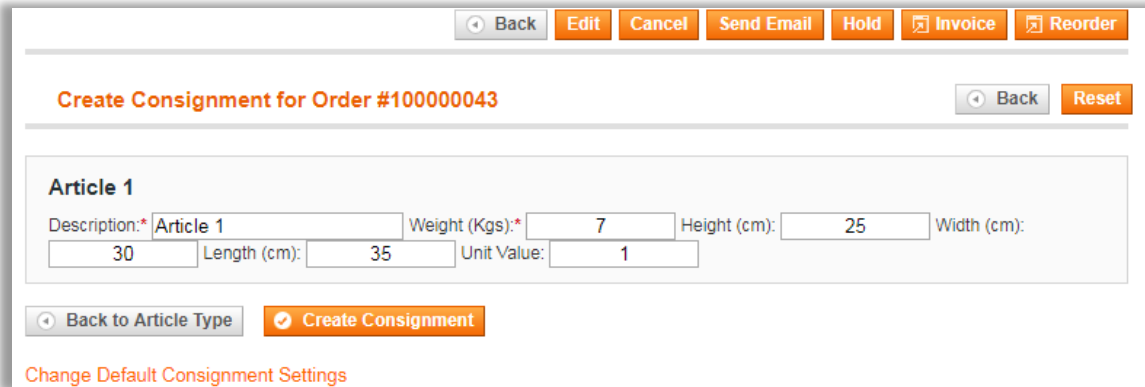 Back Edit Cancel Send Email Hold Invoice Reorder
Create Consignment for Order #100000043 Back Reset
Article 1
Description:* Article 1 Weight (Kgs):* 7 Height (cm): 25 Width (cm):
30 Length (cm): 35 Unit Value: 1
Back to Article Type Create Consignment
Change Default Consignment Settings